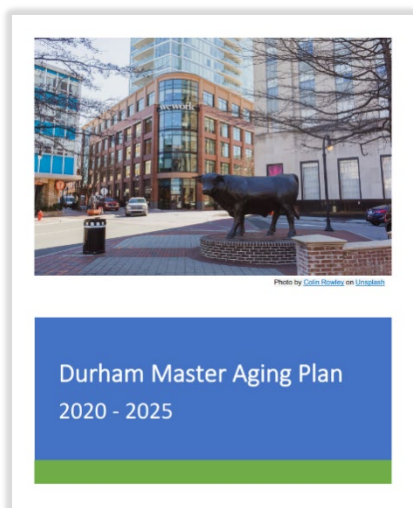 wework
Photo by Colin Rowley on Unsplash
Durham Master Aging Plan
2020 - 2025